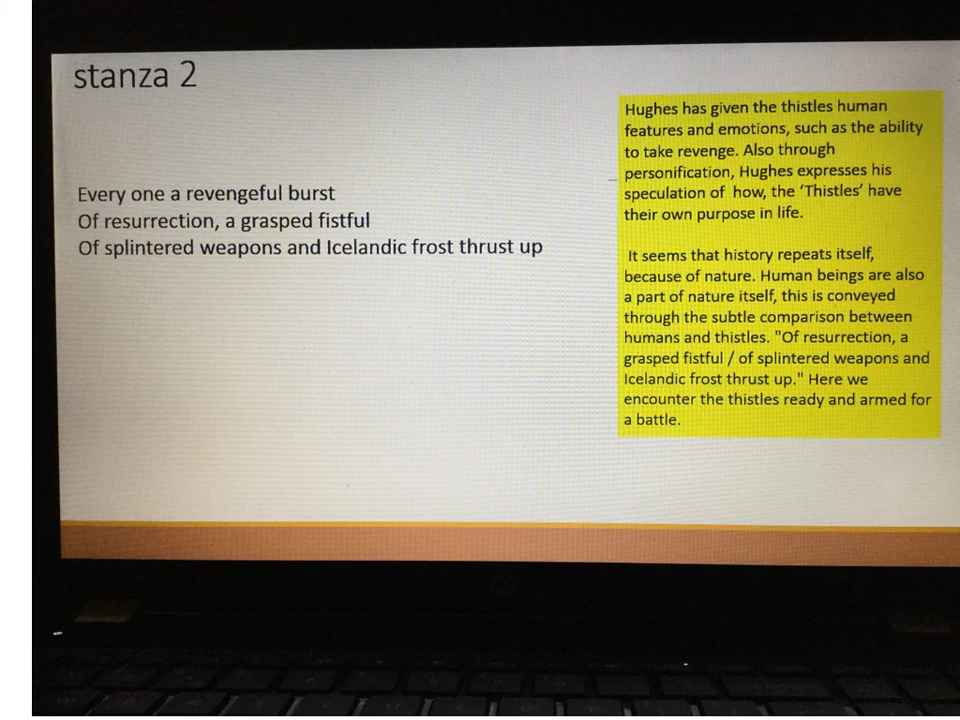 stanza 2
Every one a revengeful burst
Of resurrection, a grasped fistful
Of splintered weapons and Icelandic frost thrust up
Hughes has given the thistles human
features and emotions, such as the ability
to take revenge. Also through
personification, Hughes expresses his
speculation of how, the ‘Thistles’ have
their own purpose in life.
It seems that history repeats itself,
because of nature. Human beings are also
a part of nature itself, this is conveyed
through the subtle comparison between
humans and thistles. "Of resurrection, a
grasped fistful / of splintered weapons and
Icelandic frost thrust up." Here we
encounter the thistles ready and armed for
a battle.